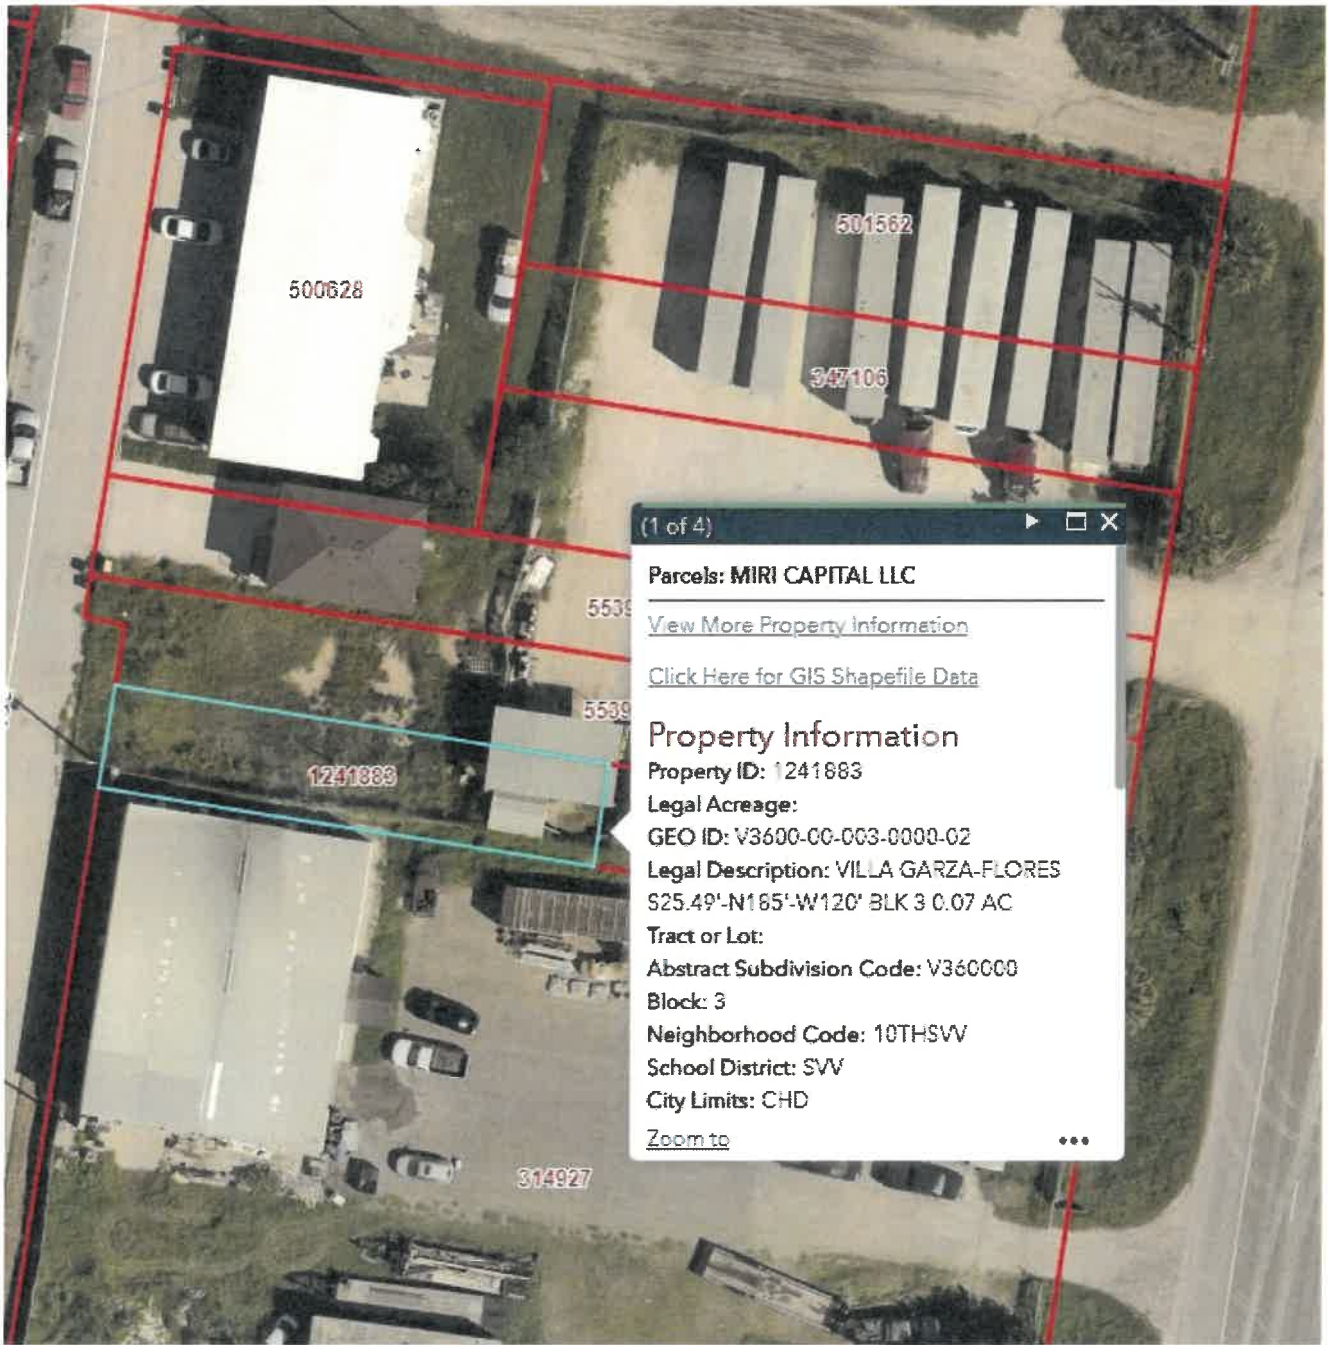 501562
500628
347106
(1 of 4)
Parcels: MIRI CAPITAL LLC
View More Property Information
5539
Click Here for GIS Shapefile Data
5539
Property Information
Property ID: 1241883
1241883
Legal Acreage:
GEO ID: V3600-00-003-0000-02
Legal Description: VILLA GARZA-FLORES
S25.49'-N185'-W120' BLK 3 0.07 AC
Tract or Lot:
Abstract Subdivision Code: V360000
Block: 3
Neighborhood Code: 10THSVV
School District: SVV
City Limits: CHD
Zoom to
314927